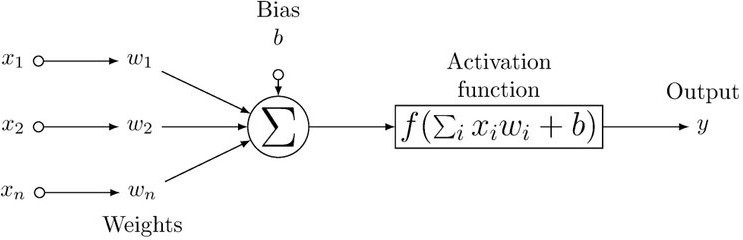 Bias
b
x₁ w₁
Activation
function
Output
x₂ w₂ ∑ f(∑ᵢ xᵢwᵢ + b) y
xₙ wₙ
Weights